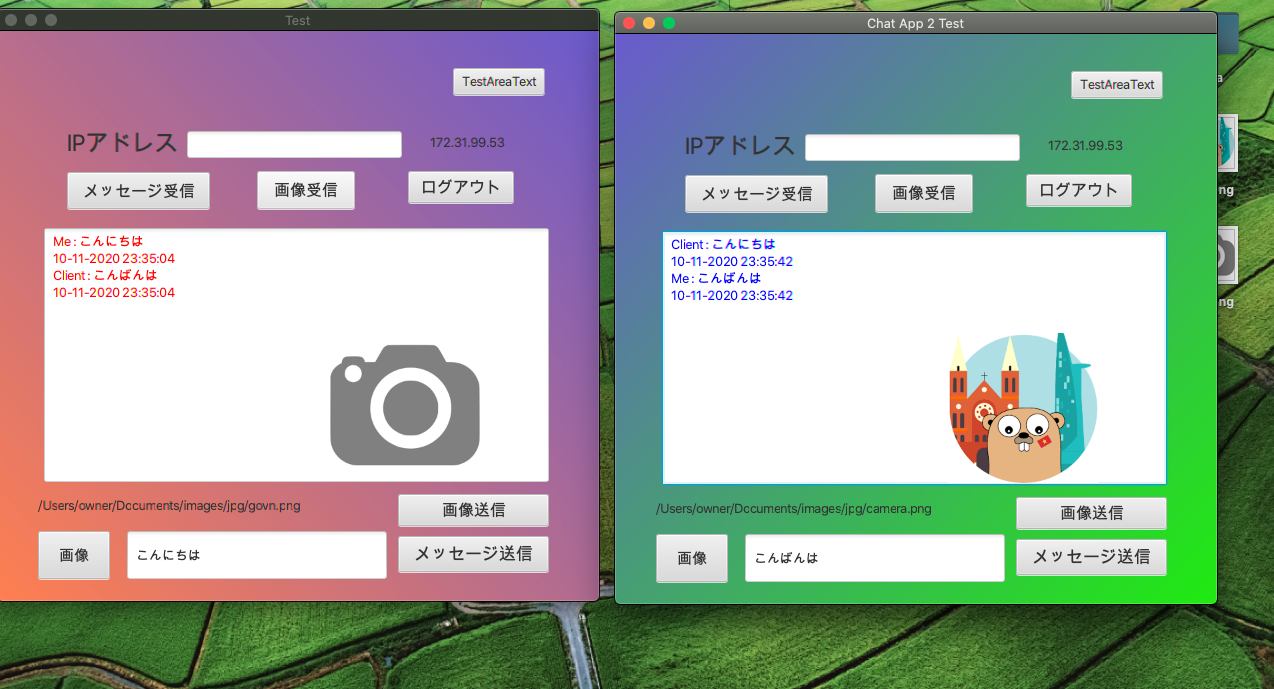 Test
TestAreaText
IPアドレス
172.31.99.53
メッセージ受信
画像受信
ログアウト
Me : こんにちは
10-11-2020 23:35:04
Client : こんばんは
10-11-2020 23:35:04
/Users/owner/Documents/images/jpg/govn.png
画像送信
画像
こんにちは
メッセージ送信
Chat App 2 Test
TestAreaText
IPアドレス
172.31.99.53
メッセージ受信
画像受信
ログアウト
Client : こんにちは
10-11-2020 23:35:42
Me : こんばんは
10-11-2020 23:35:42
/Users/owner/Documents/images/jpg/camera.png
画像送信
画像
こんばんは
メッセージ送信
a
ng
ng